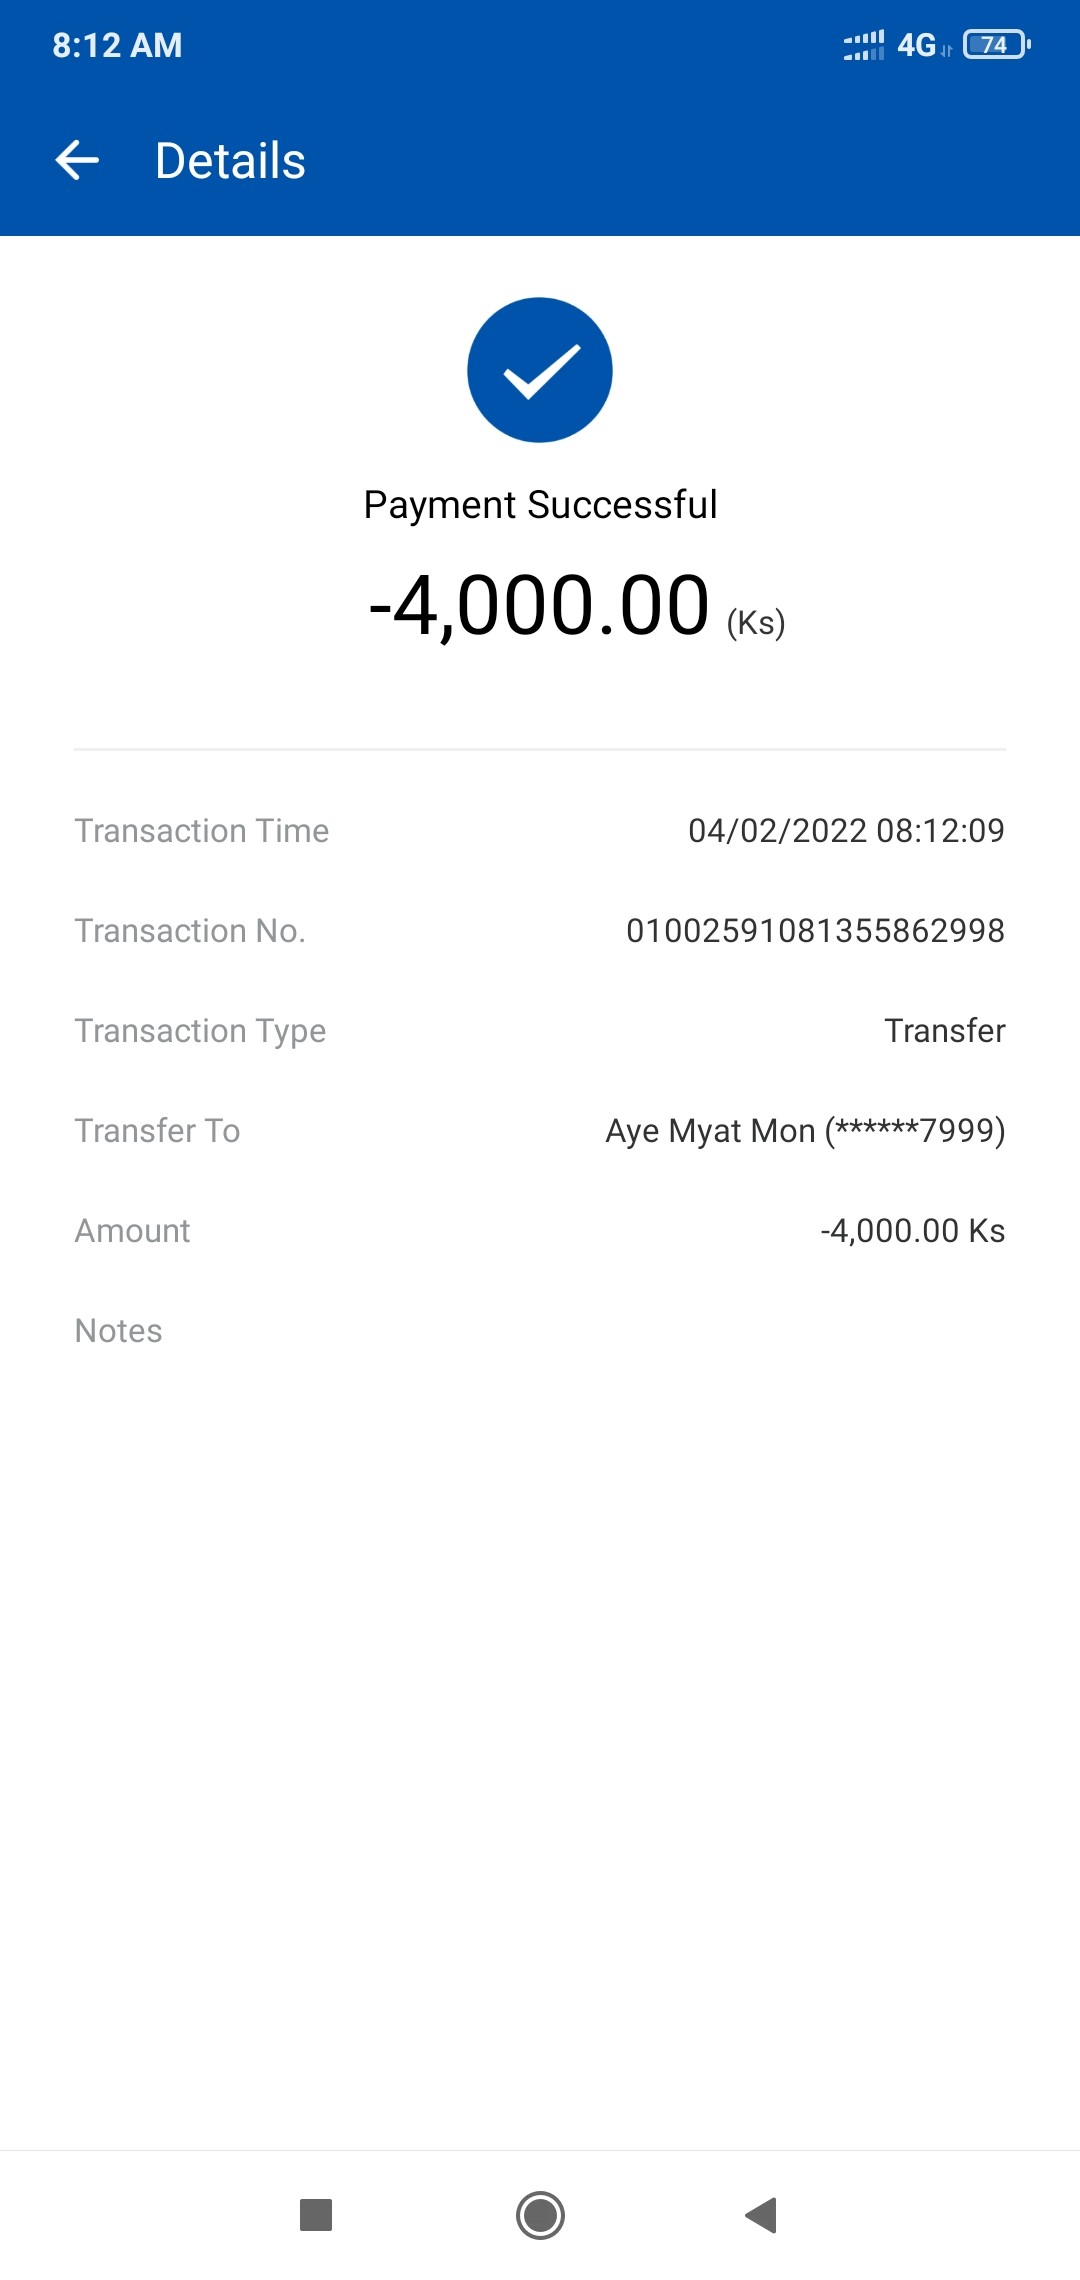 8:12 AM 4G 74
Details
Payment Successful
-4,000.00 (Ks)
Transaction Time 04/02/2022 08:12:09
Transaction No. 01002591081355862998
Transaction Type Transfer
Transfer To Aye Myat Mon (******7999)
Amount -4,000.00 Ks
Notes